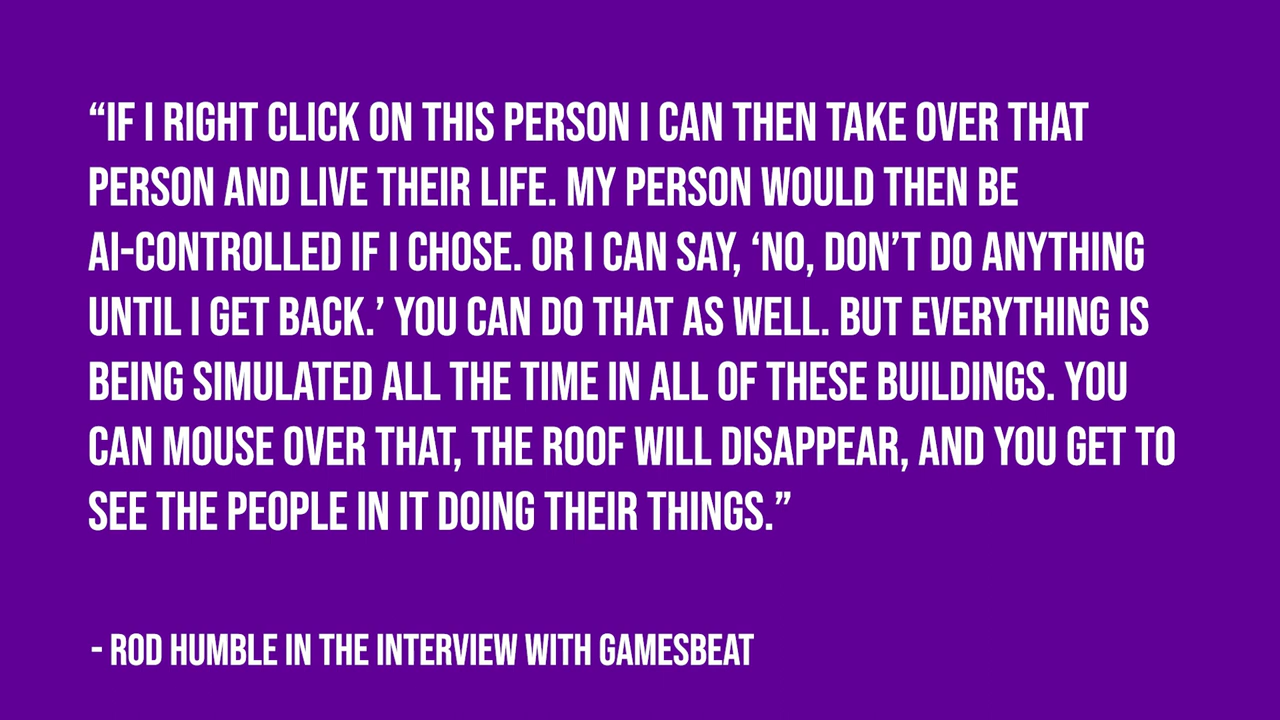 “IF I RIGHT CLICK ON THIS PERSON I CAN THEN TAKE OVER THAT
PERSON AND LIVE THEIR LIFE. MY PERSON WOULD THEN BE
AI-CONTROLLED IF I CHOSE. OR I CAN SAY, ‘NO, DON’T DO ANYTHING
UNTIL I GET BACK.’ YOU CAN DO THAT AS WELL. BUT EVERYTHING IS
BEING SIMULATED ALL THE TIME IN ALL OF THESE BUILDINGS. YOU
CAN MOUSE OVER THAT, THE ROOF WILL DISAPPEAR, AND YOU GET TO
SEE THE PEOPLE IN IT DOING THEIR THINGS.”
- ROD HUMBLE IN THE INTERVIEW WITH GAMESBEAT